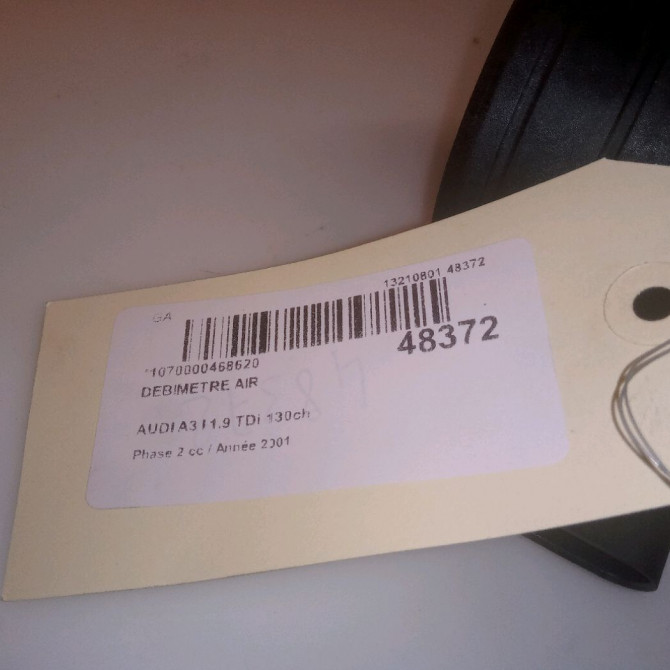 GA
13210801 48372
48372
*1070000468620
DEBIMETRE AIR
AUDI A3 I 1.9 TDi 130ch
Phase 2 cc / Année 2001